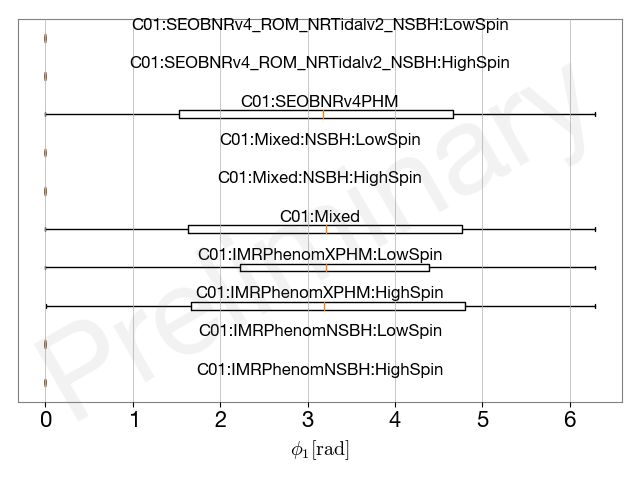 C01:SEOBNRv4_ROM_NRTidalv2_NSBH:LowSpin
C01:SEOBNRv4_ROM_NRTidalv2_NSBH:HighSpin
C01:SEOBNRv4PHM
C01:Mixed:NSBH:LowSpin
C01:Mixed:NSBH:HighSpin
C01:Mixed
C01:IMRPhenomXPHM:LowSpin
C01:IMRPhenomXPHM:HighSpin
C01:IMRPhenomNSBH:LowSpin
C01:IMRPhenomNSBH:HighSpin
Preliminary
0 1 2 3 4 5 6
ϕ₁[rad]